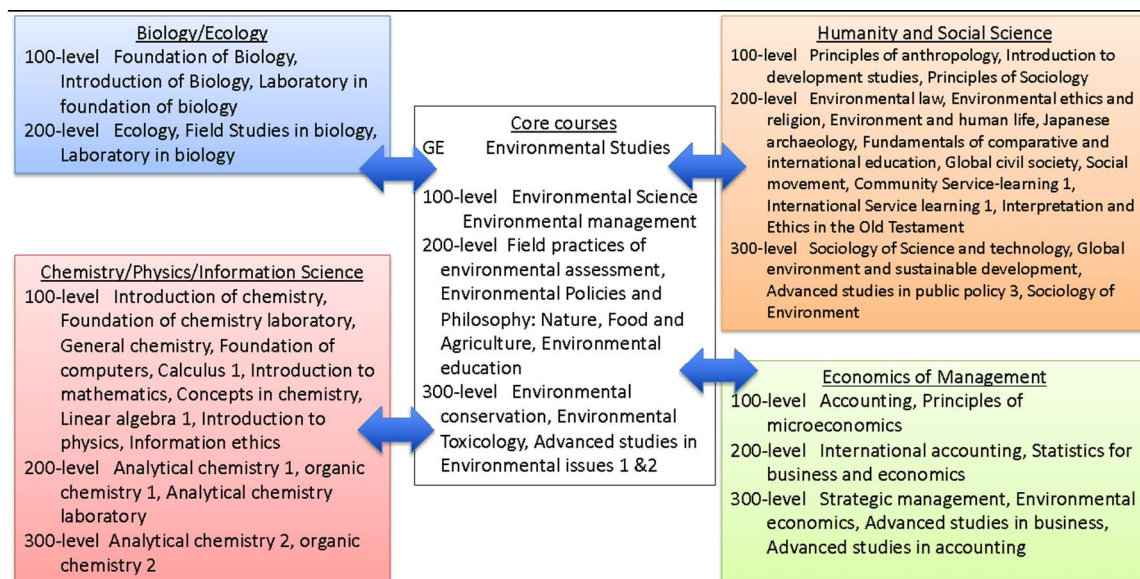 Biology/Ecology
100-level Foundation of Biology,
Introduction of Biology, Laboratory in
foundation of biology
200-level Ecology, Field Studies in biology,
Laboratory in biology
Chemistry/Physics/Information Science
100-level Introduction of chemistry,
Foundation of chemistry laboratory,
General chemistry, Foundation of
computers, Calculus 1, Introduction to
mathematics, Concepts in chemistry,
Linear algebra 1, Introduction to
physics, Information ethics
200-level Analytical chemistry 1, organic
chemistry 1, Analytical chemistry
laboratory
300-level Analytical chemistry 2, organic
chemistry 2
Core courses
GE Environmental Studies
100-level Environmental Science
Environmental management
200-level Field practices of
environmental assessment,
Environmental Policies and
Philosophy: Nature, Food and
Agriculture, Environmental
education
300-level Environmental
conservation, Environmental
Toxicology, Advanced studies in
Environmental issues 1 &2
Humanity and Social Science
100-level Principles of anthropology, Introduction to
development studies, Principles of Sociology
200-level Environmental law, Environmental ethics and
religion, Environment and human life, Japanese
archaeology, Fundamentals of comparative and
international education, Global civil society, Social
movement, Community Service-learning 1,
International Service learning 1, Interpretation and
Ethics in the Old Testament
300-level Sociology of Science and technology, Global
environment and sustainable development,
Advanced studies in public policy 3, Sociology of
Environment
Economics of Management
100-level Accounting, Principles of
microeconomics
200-level International accounting, Statistics for
business and economics
300-level Strategic management, Environmental
economics, Advanced studies in business,
Advanced studies in accounting